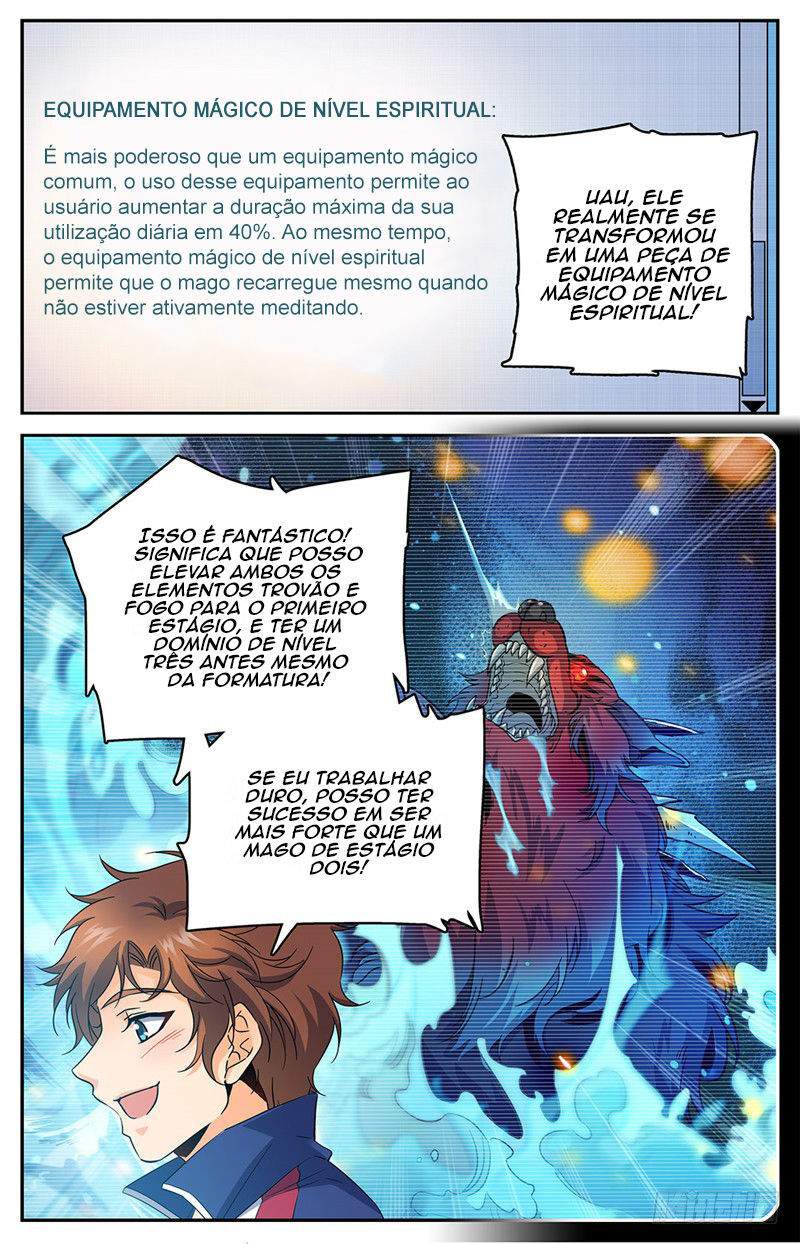 EQUIPAMENTO MÁGICO DE NÍVEL ESPIRITUAL:
É mais poderoso que um equipamento mágico
comum, o uso desse equipamento permite ao
usuário aumentar a duração máxima da sua
utilização diária em 40%. Ao mesmo tempo,
o equipamento mágico de nível espiritual
permite que o mago recarregue mesmo quando
não estiver ativamente meditando.
UAU, ELE
REALMENTE SE
TRANSFORMOU
EM UMA PEÇA DE
EQUIPAMENTO
MÁGICO DE NÍVEL
ESPIRITUAL!
ISSO É FANTÁSTICO!
SIGNIFICA QUE POSSO
ELEVAR AMBOS OS
ELEMENTOS TROVÃO E
FOGO PARA O PRIMEIRO
ESTÁGIO, E TER UM
DOMÍNIO DE NÍVEL
TRÊS ANTES MESMO
DA FORMATURA!
SE EU TRABALHAR
DURO, POSSO TER
SUCESSO EM SER
MAIS FORTE QUE UM
MAGO DE ESTÁGIO
DOIS!